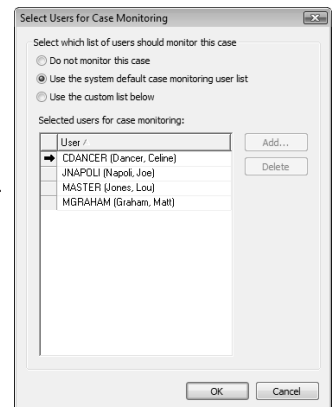 Select Users for Case Monitoring
Select which list of users should monitor this case
Do not monitor this case
Use the system default case monitoring user list
Use the custom list below
Selected users for case monitoring:
User
CDANCER (Dancer, Celine)
JNAPOLI (Napoli, Joe)
MASTER (Jones, Lou)
MGRAHAM (Graham, Matt)
Add...
Delete
OK
Cancel